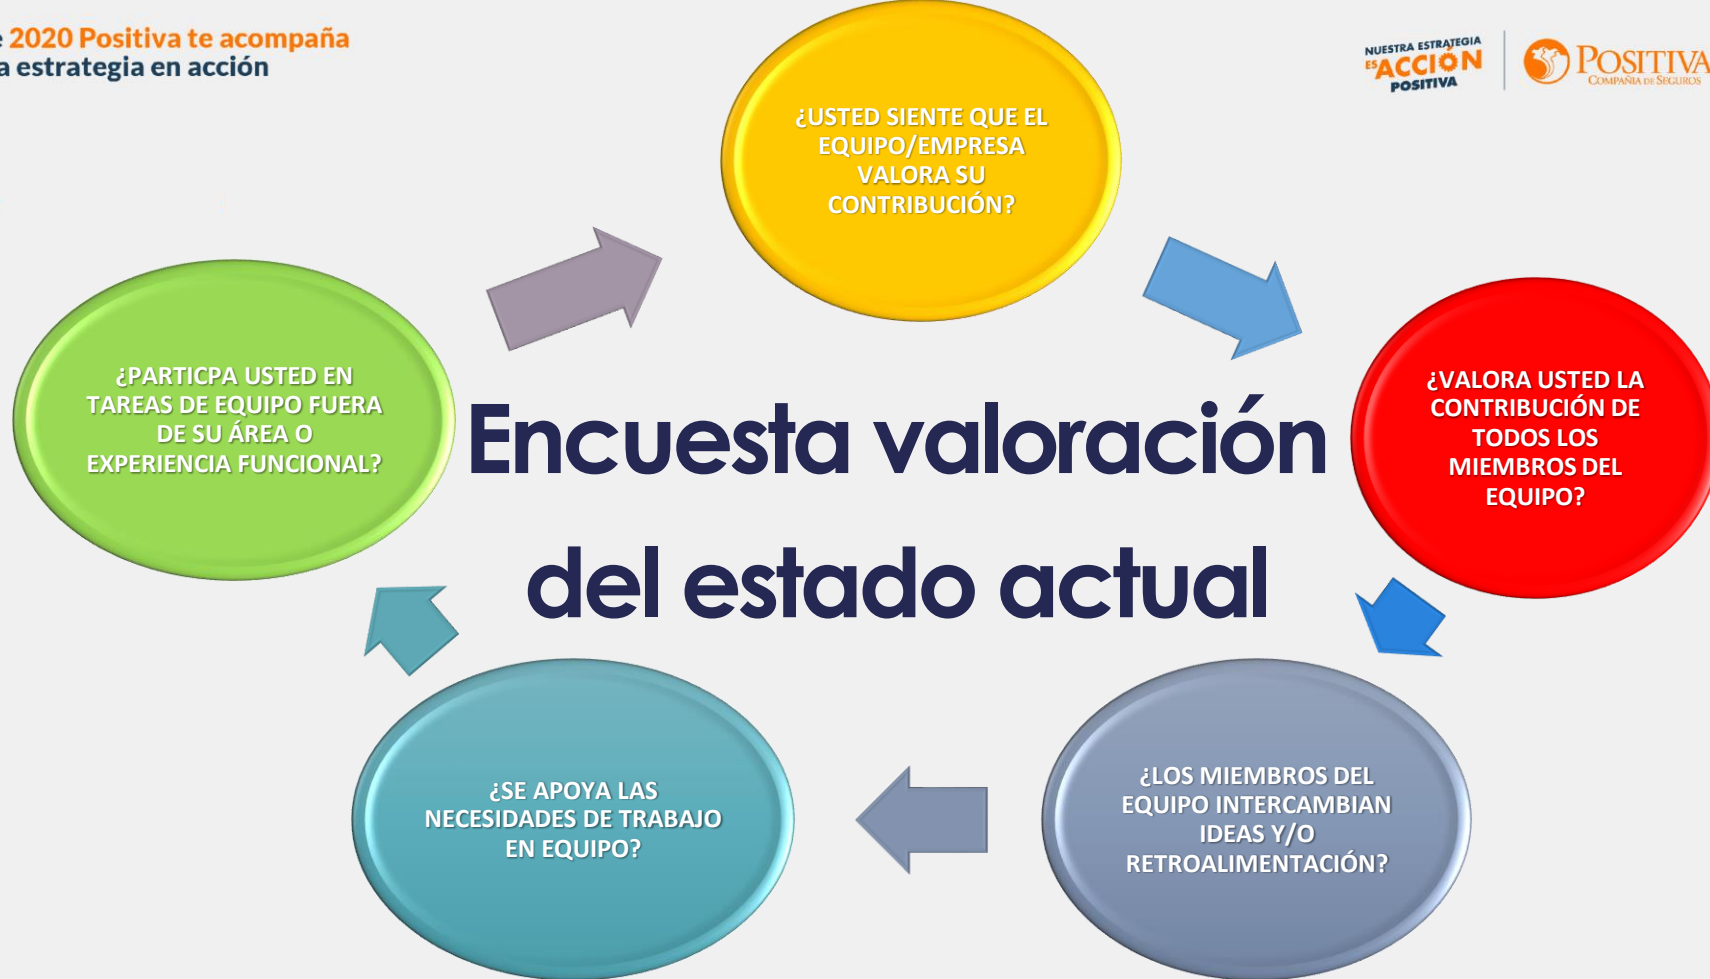 2020 Positiva te acompaña
a estrategia en acción
NUESTRA ESTRATEGIA
ES ACCIÓN
POSITIVA
POSITIVA
COMPAÑIA DE SEGUROS
¿USTED SIENTE QUE EL
EQUIPO/EMPRESA
VALORA SU
CONTRIBUCIÓN?
¿VALORA USTED LA
CONTRIBUCIÓN DE
TODOS LOS
MIEMBROS DEL
EQUIPO?
¿PARTICPA USTED EN
TAREAS DE EQUIPO FUERA
DE SU ÁREA O
EXPERIENCIA FUNCIONAL?
Encuesta valoración
del estado actual
¿SE APOYA LAS
NECESIDADES DE TRABAJO
EN EQUIPO?
¿LOS MIEMBROS DEL
EQUIPO INTERCAMBIAN
IDEAS Y/O
RETROALIMENTACIÓN?